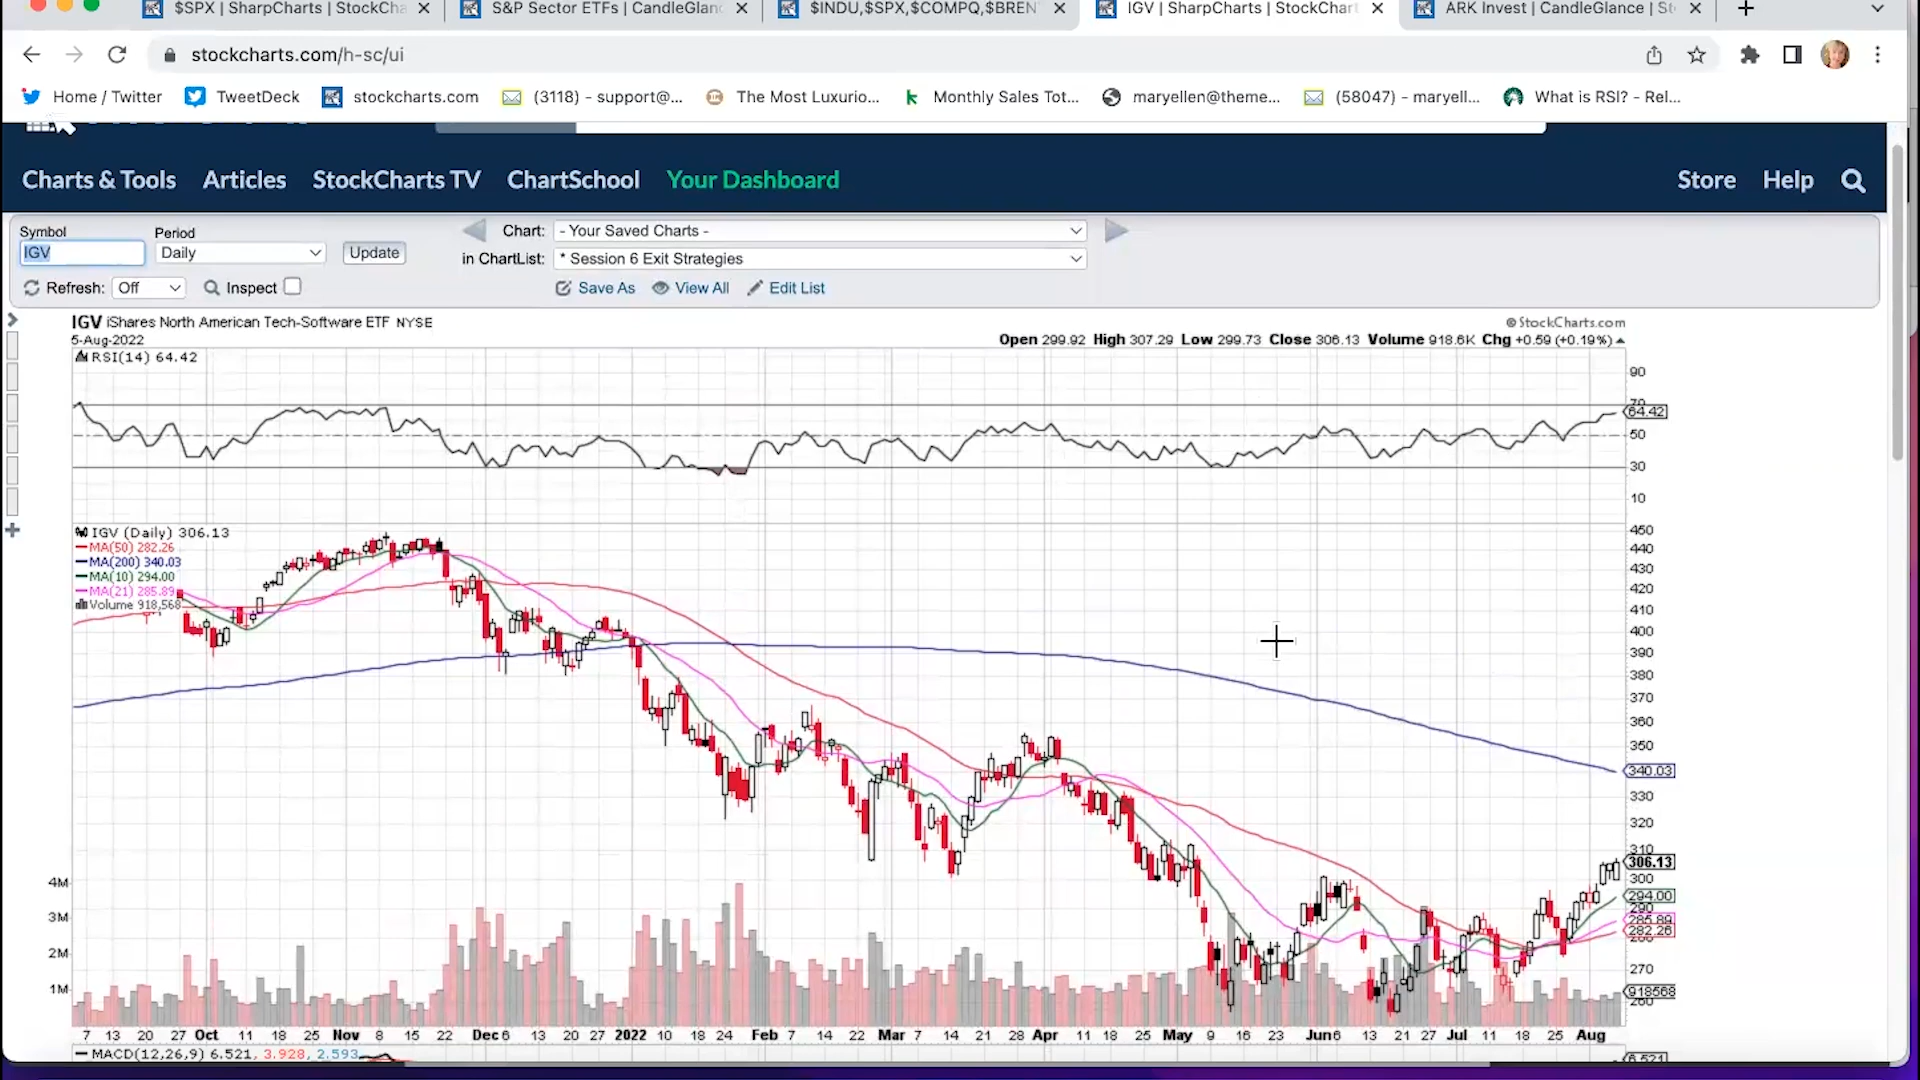 $SPX | SharpCharts | StockCha
S&P Sector ETFs | CandleGlan
$INDU,$SPX,$COMPQ,$BREN
IGV | SharpCharts | StockChart
ARK Invest | CandleGlance | St
stockcharts.com/h-sc/ui
Home / Twitter
TweetDeck
stockcharts.com
(3118) - support@...
The Most Luxurio...
Monthly Sales Tot...
maryellen@theme...
(58047) - maryell...
What is RSI? - Rel...
Charts & Tools
Articles
StockCharts TV
ChartSchool
Your Dashboard
Store
Help
Symbol
Period
Chart:
- Your Saved Charts -
IGV
Daily
Update
in ChartList:
* Session 6 Exit Strategies
Refresh:
Off
Inspect
Save As
View All
Edit List
IGV iShares North American Tech-Software ETF NYSE
© StockCharts.com
5-Aug-2022
Open 299.92 High 307.29 Low 299.73 Close 306.13 Volume 918.6K Chg +0.59 (+0.19%)
RSI(14) 64.42
90
70
64.42
50
30
10
IGV (Daily) 306.13
MA(50) 282.26
MA(200) 340.03
MA(10) 294.00
MA(21) 285.89
Volume 918,568
450
440
430
420
410
400
390
380
370
360
350
340.03
330
320
310
306.13
300
294.00
290
285.89
282.26
280
270
918568
260
4M
3M
2M
1M
7 13 20 27 Oct 11 18 25 Nov 8 15 22 Dec 6 13 20 27 2022 10 18 24 Feb 7 14 22 Mar 7 14 21 28 Apr 11 18 25 May 9 16 23 Jun 6 13 21 27 Jul 11 18 25 Aug
MACD(12,26,9) 6.521, 3.928, 2.593
6.521